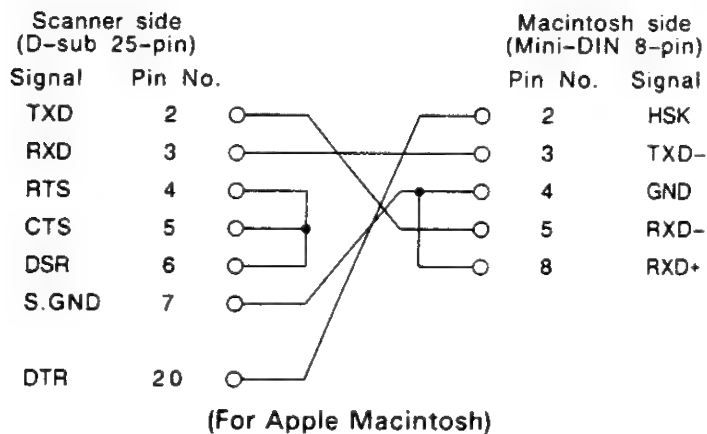 Scanner side Macintosh side
(D-sub 25-pin) (Mini-DIN 8-pin)
Signal Pin No. Pin No. Signal
TXD 2 2 HSK
RXD 3 3 TXD-
RTS 4 4 GND
CTS 5 5 RXD-
DSR 6 8 RXD+
S.GND 7
DTR 20
(For Apple Macintosh)